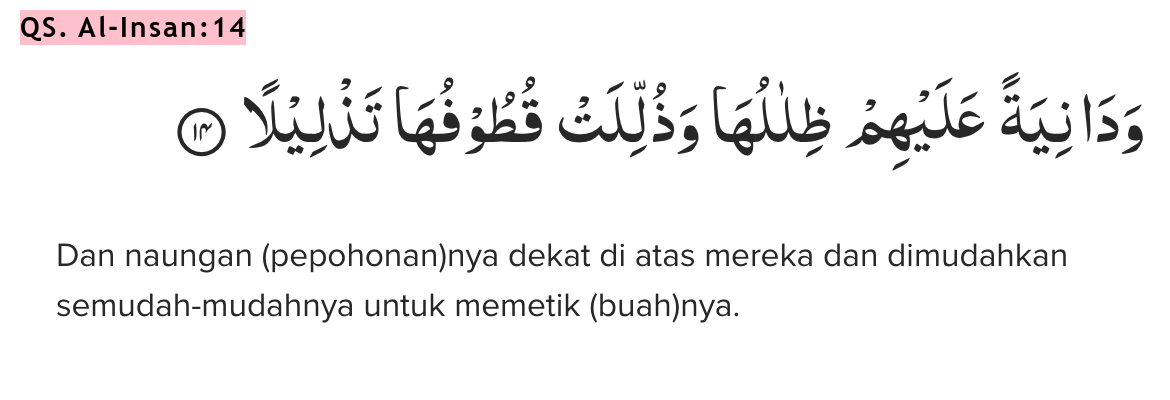 QS. Al-Insan:14
وَدَانِيَةً عَلَيْهِمْ ظِلٰلُهَا وَذُلِّلَتْ قُطُوْفُهَا تَذْلِيْلًا ١٤
Dan naungan (pepohonan)nya dekat di atas mereka dan dimudahkan
semudah-mudahnya untuk memetik (buah)nya.